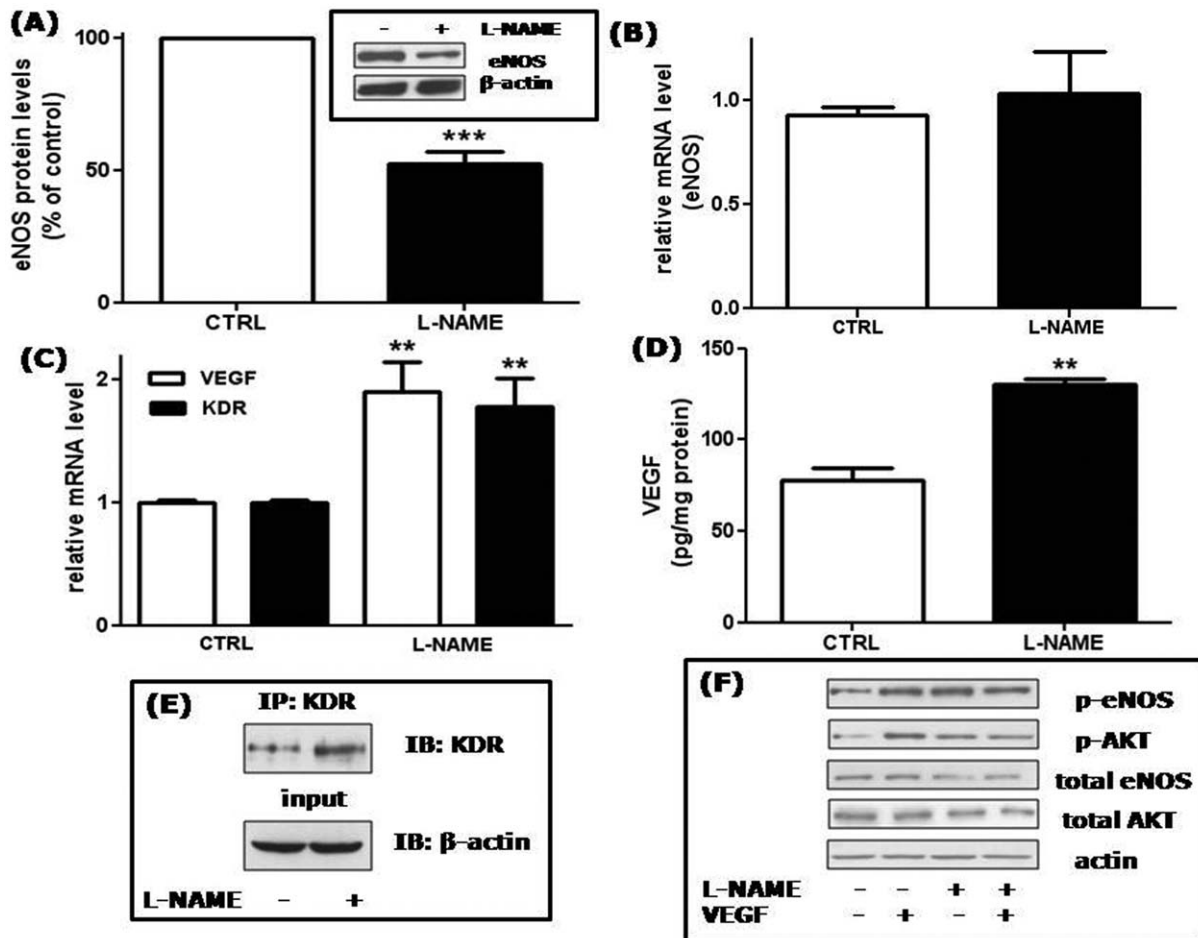 (A)
eNOS protein levels
(% of control)
100
50
0
- + L-NAME
eNOS
β-actin
***
CTRL L-NAME
(B)
relative mRNA level
(eNOS)
1.0
0.5
0.0
CTRL L-NAME
(C)
relative mRNA level
2
1
0
VEGF
KDR
** **
CTRL L-NAME
(D)
VEGF
(pg/mg protein)
150
100
50
0
**
CTRL L-NAME
(E)
IP: KDR
IB: KDR
input
IB: β-actin
L-NAME - +
(F)
p-eNOS
p-AKT
total eNOS
total AKT
actin
L-NAME - - + +
VEGF - + - +